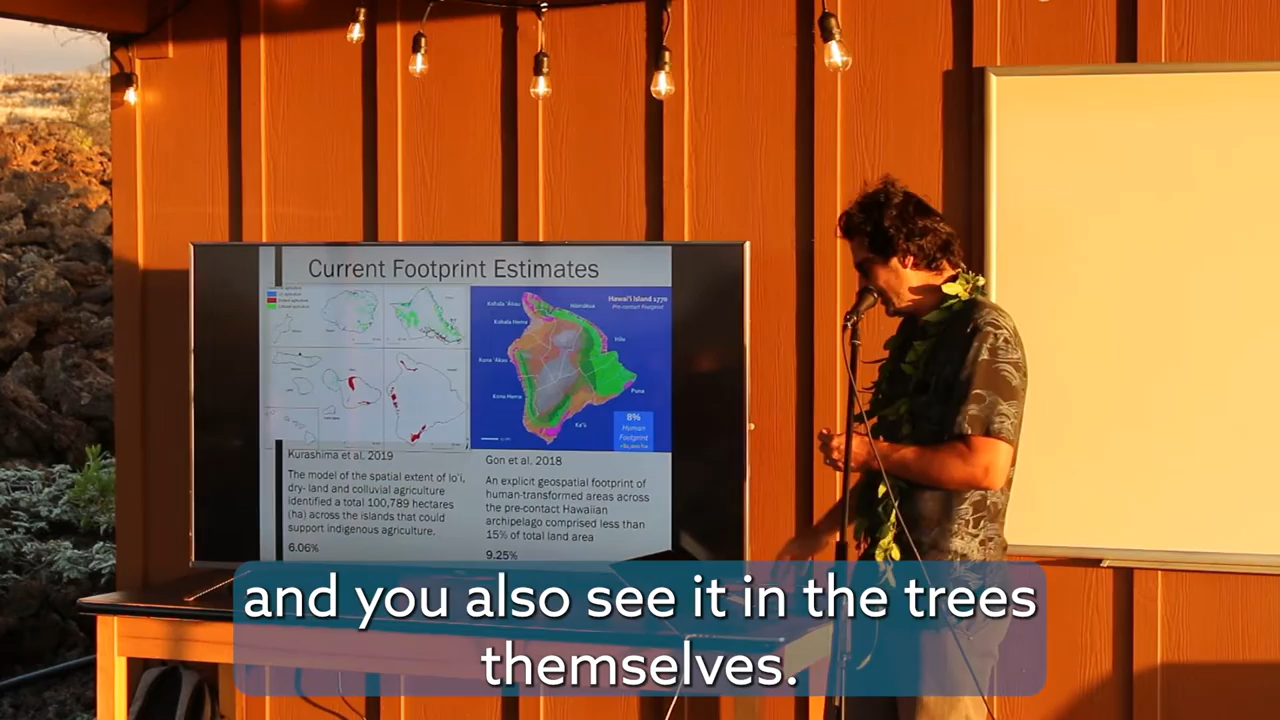 Current Footprint Estimates
Hawai'i Island 1770
Pre-contact Footprint
Kohala 'Akau
Hāmākua
Kohala Hema
Hilo
Kona 'Akau
Puna
Kona Hema
Ka'ū
8%
Human
Footprint
Kurashima et al. 2019
The model of the spatial extent of lo'i,
dry- land and colluvial agriculture
identified a total 100,789 hectares
(ha) across the islands that could
support indigenous agriculture.
6.06%
Gon et al. 2018
An explicit geospatial footprint of
human-transformed areas across
the pre-contact Hawaiian
archipelago comprised less than
15% of total land area
9.25%
and you also see it in the trees
themselves.